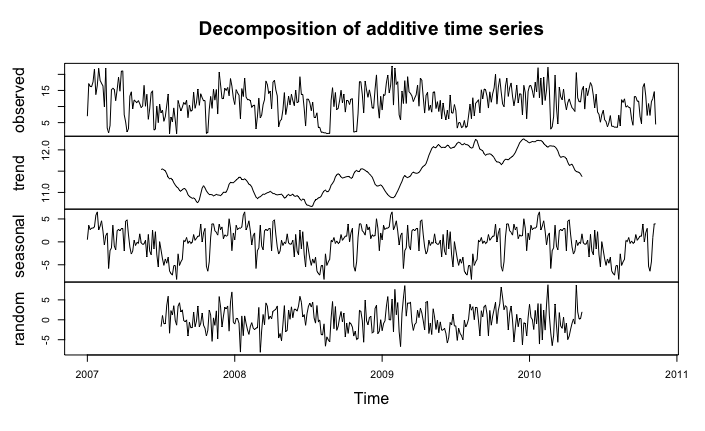 Decomposition of additive time series
observed
5
15
trend
11.0
12.0
seasonal
-5
0
5
random
-5
0
5
2007
2008
2009
2010
2011
Time